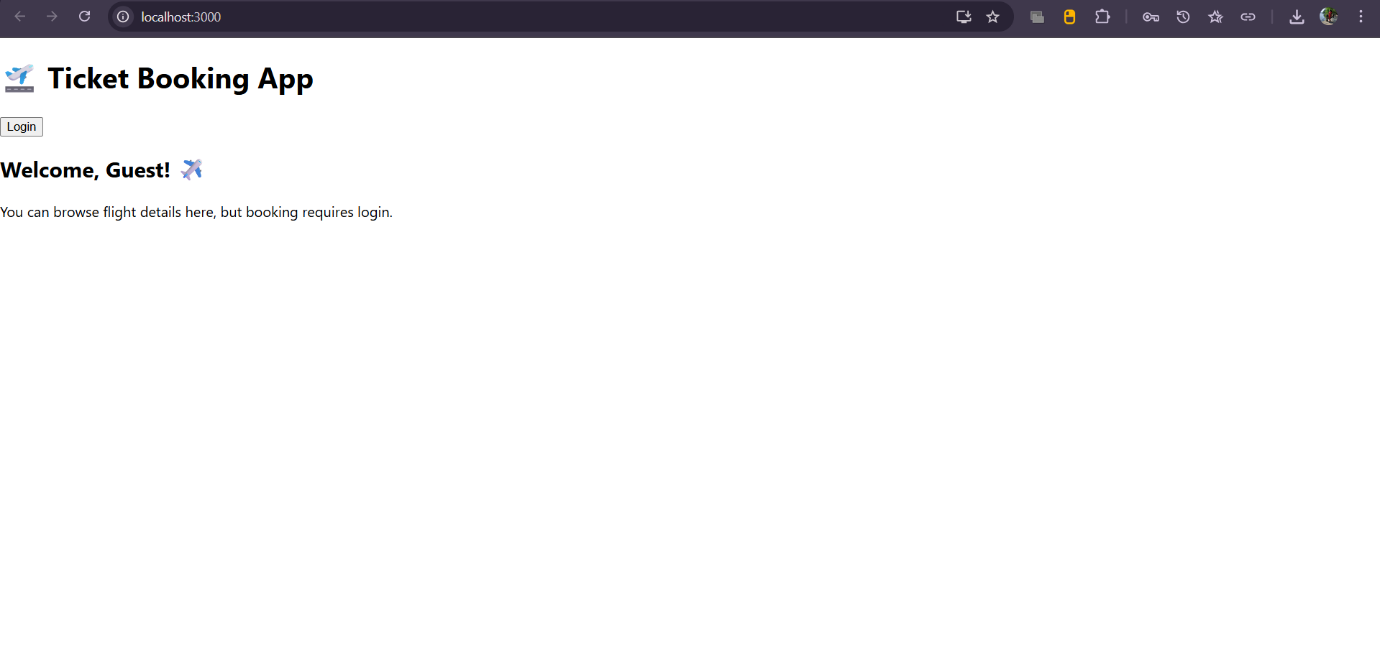 localhost:3000
🛫 Ticket Booking App
Login
Welcome, Guest! ✈️
You can browse flight details here, but booking requires login.